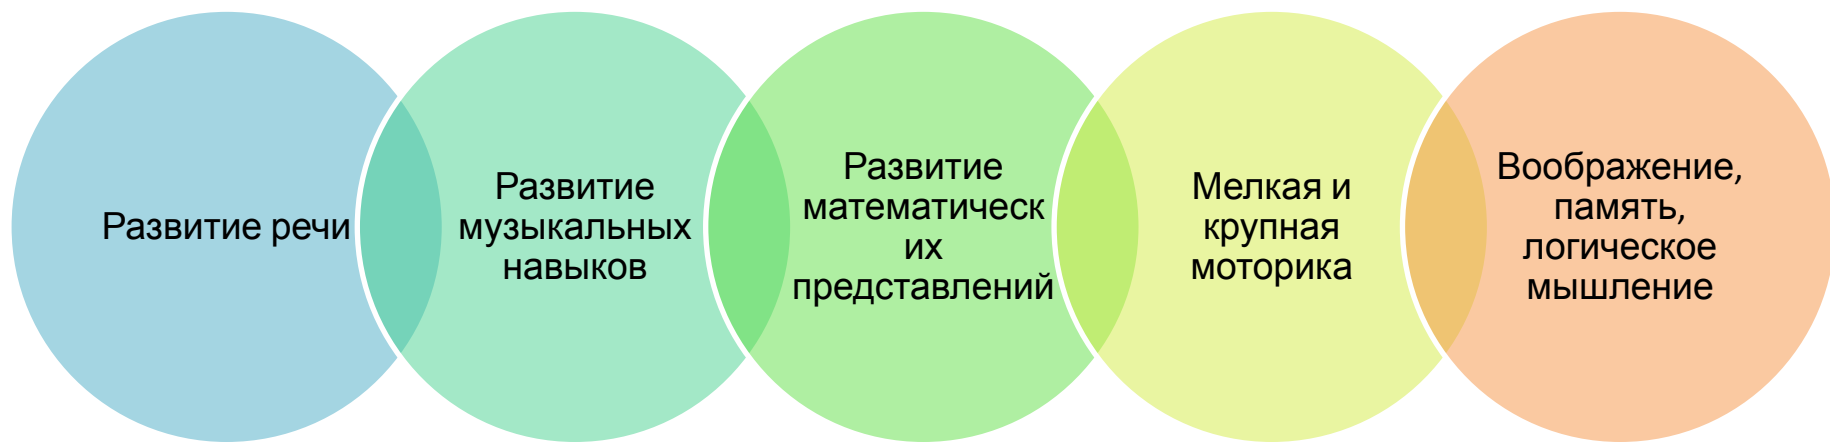 Развитие речи
Развитие
музыкальных
навыков
Развитие
математическ
их
представлений
Мелкая и
крупная
моторика
Воображение,
память,
логическое
мышление